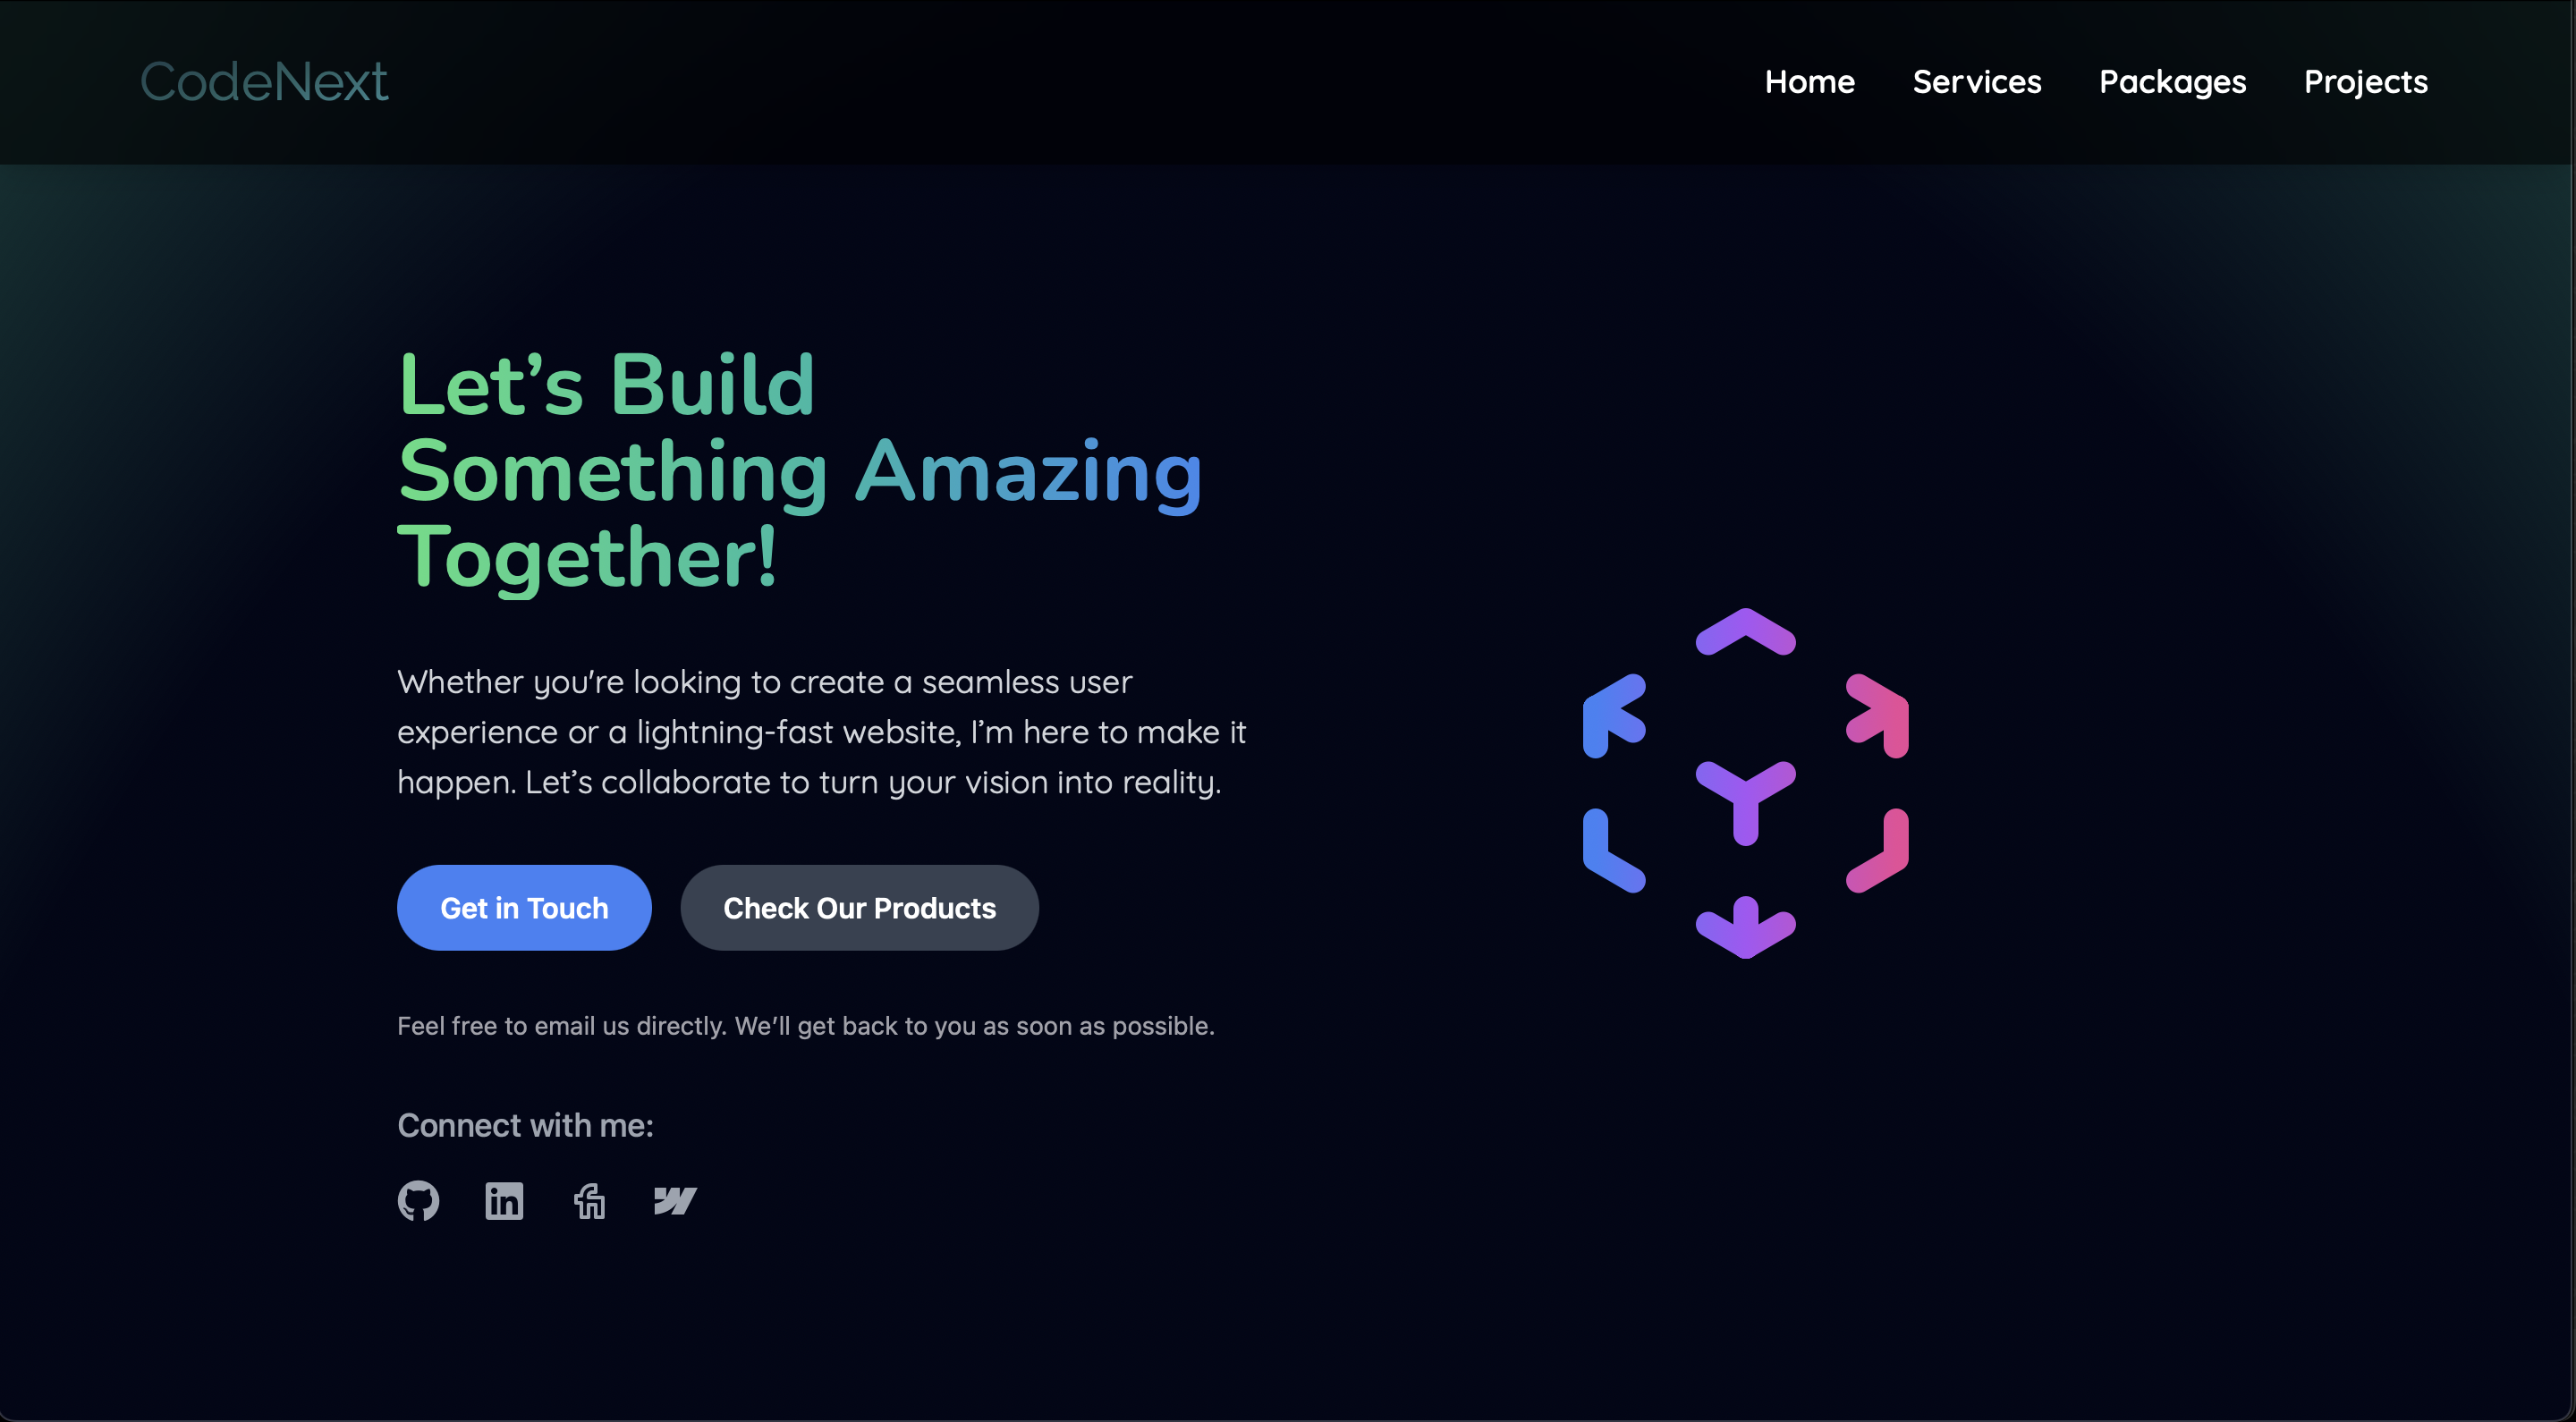 CodeNext
Home Services Packages Projects
Let’s Build
Something Amazing
Together!
Whether you're looking to create a seamless user
experience or a lightning-fast website, I’m here to make it
happen. Let’s collaborate to turn your vision into reality.
Get in Touch Check Our Products
Feel free to email us directly. We’ll get back to you as soon as possible.
Connect with me: